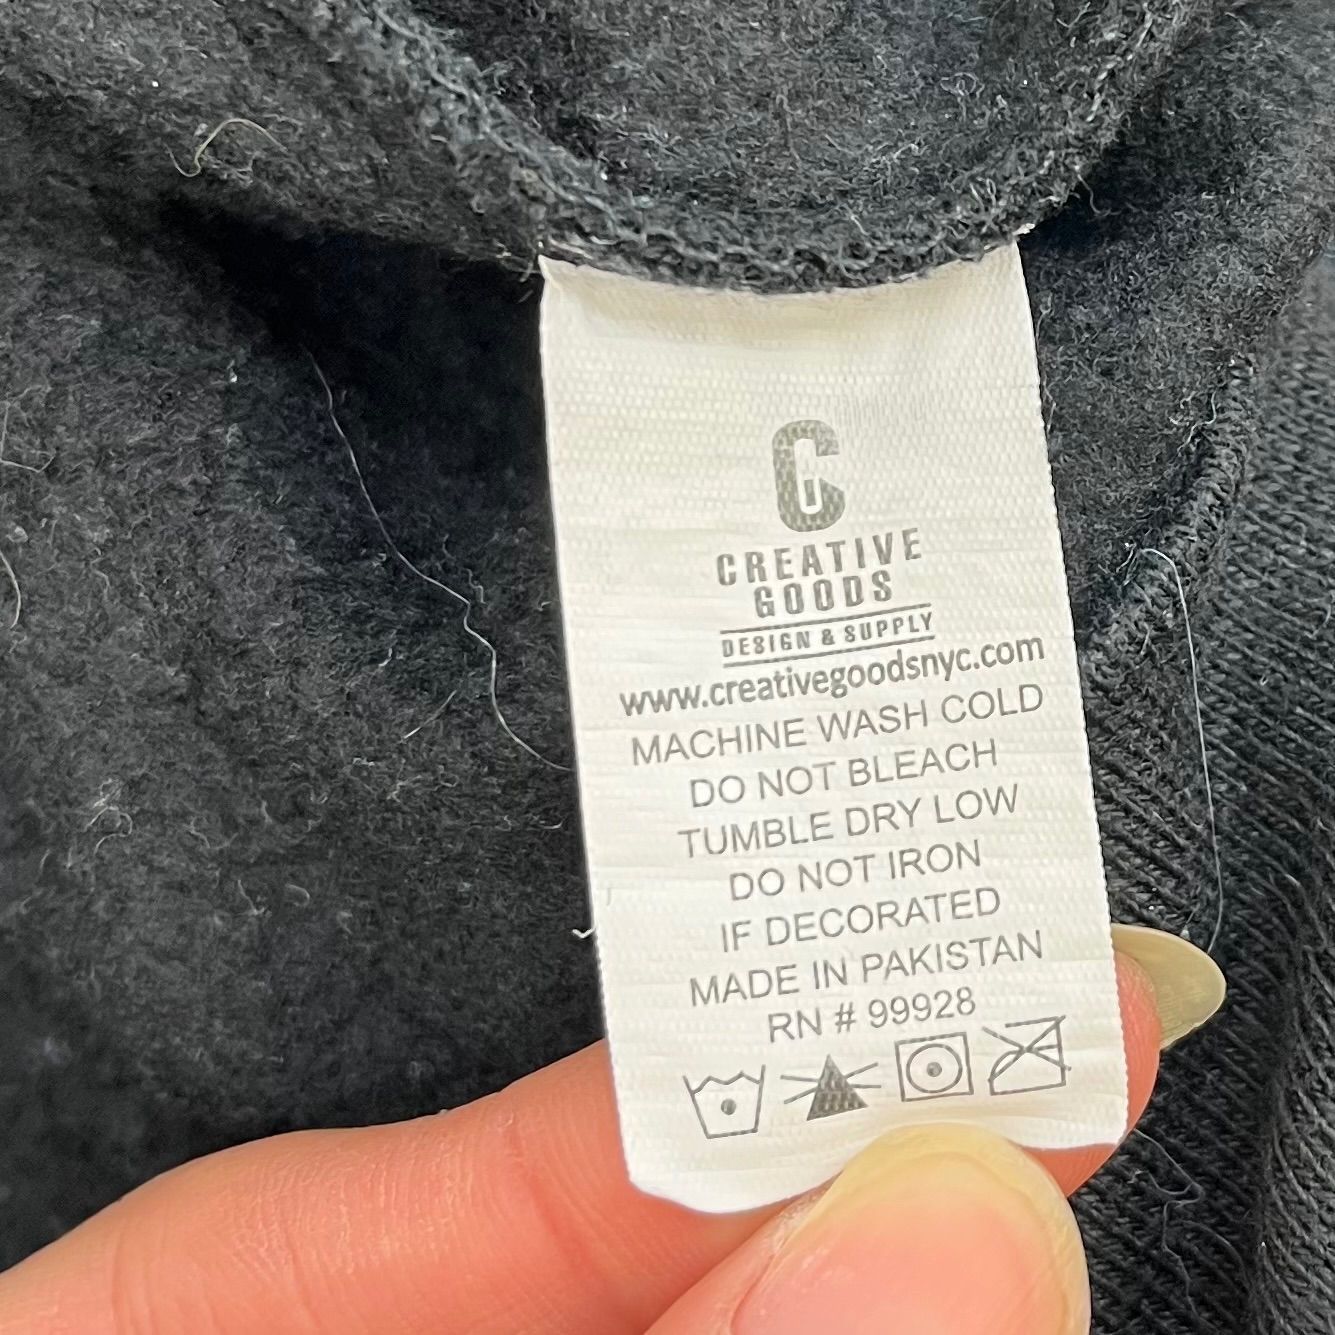 C
CREATIVE
GOODS
DESIGN & SUPPLY
www.creativegoodsnyc.com
MACHINE WASH COLD
DO NOT BLEACH
TUMBLE DRY LOW
DO NOT IRON
IF DECORATED
MADE IN PAKISTAN
RN # 99928